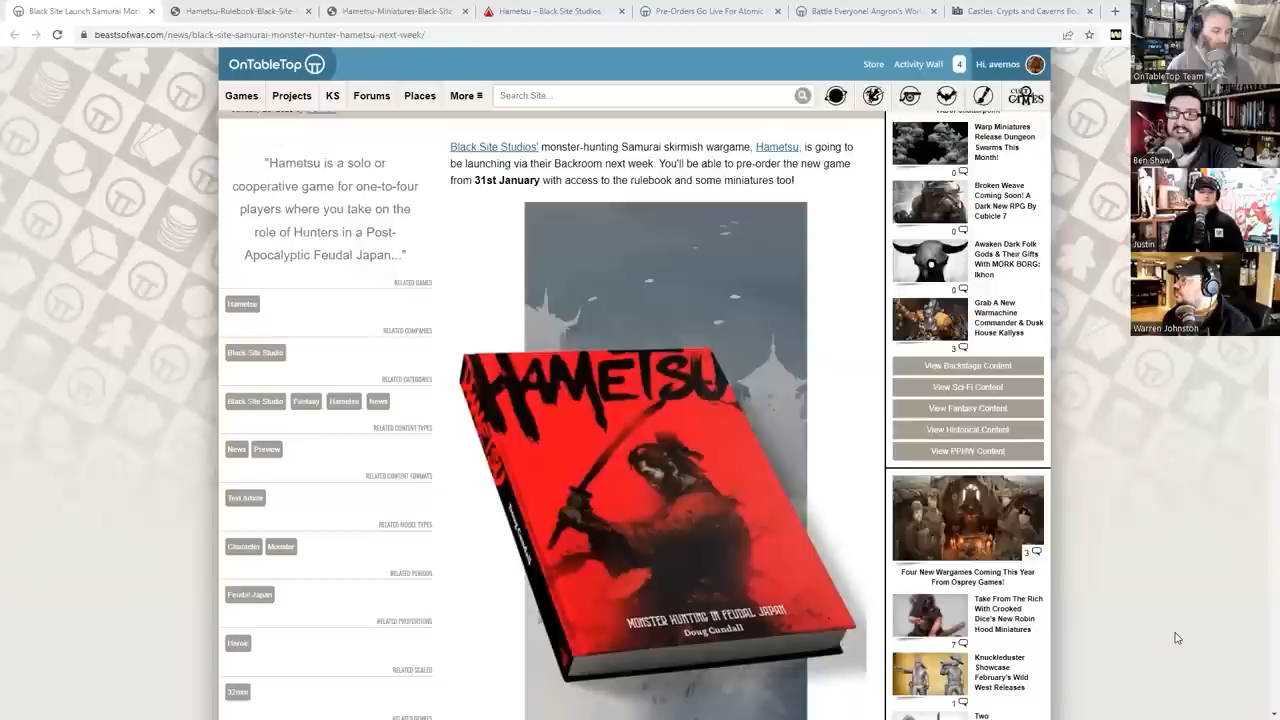 Black Site Launch Samurai Mon
Hametsu-Rulebook-Black-Site
Hametsu-Miniatures-Black-Site
Hametsu – Black Site Studios
Pre-Orders Go Live For Atomic
Battle Everyone! Angron's Worl
Castles, Crypts and Caverns Bo
beastsofwar.com/news/black-site-samurai-monster-hunter-hametsu-next-week/
OnTableTop
Store
Activity Wall
4
Hi, avernos
Games
Projects
KS
Forums
Places
Search Site...
"Hametsu is a solo or
cooperative game for one-to-four
players where you take on the
role of Hunters in a Post-
Apocalyptic Feudal Japan..."
RELATED GAMES
Hametsu
RELATED COMPANIES
Black Site Studio
RELATED CATEGORIES
Black Site Studio
Fantasy
Hametsu
News
RELATED CONTENT TYPES
News
Preview
RELATED CONTENT FORMATS
Text Article
RELATED MODEL TYPES
Character
Monster
RELATED PERIODS
Feudal Japan
RELATED PROPORTIONS
Heroic
RELATED SCALES
32mm
RELATED GENRES
Black Site Studios' monster-hunting Samurai skirmish wargame, Hametsu, is going to
be launching via their Backroom next week. You'll be able to pre-order the new game
from 31st January with access to the rulebook and some miniatures too!
HAMETSU
MONSTER HUNTING IN FEUDAL JAPAN
Doug Cundall
Warp Miniatures
Release Dungeon
Swarms This
Month!
0
Broken Weave
Coming Soon! A
Dark New RPG By
Cubicle 7
0
Awaken Dark Folk
Gods & Their Gifts
With MÖRK BORG:
Ikhon
0
Grab A New
Warmachine
Commander & Dusk
House Kallyss
3
View Backstage Content
View Sci-Fi Content
View Fantasy Content
View Historical Content
View PPHW Content
3
Four New Wargames Coming This Year
From Osprey Games!
Take From The Rich
With Crooked
Dice's New Robin
Hood Miniatures
7
Knuckleduster
Showcase
February's Wild
West Releases
1
Two
OnTableTop Team
Ben Shaw
Justin
Warren Johnston